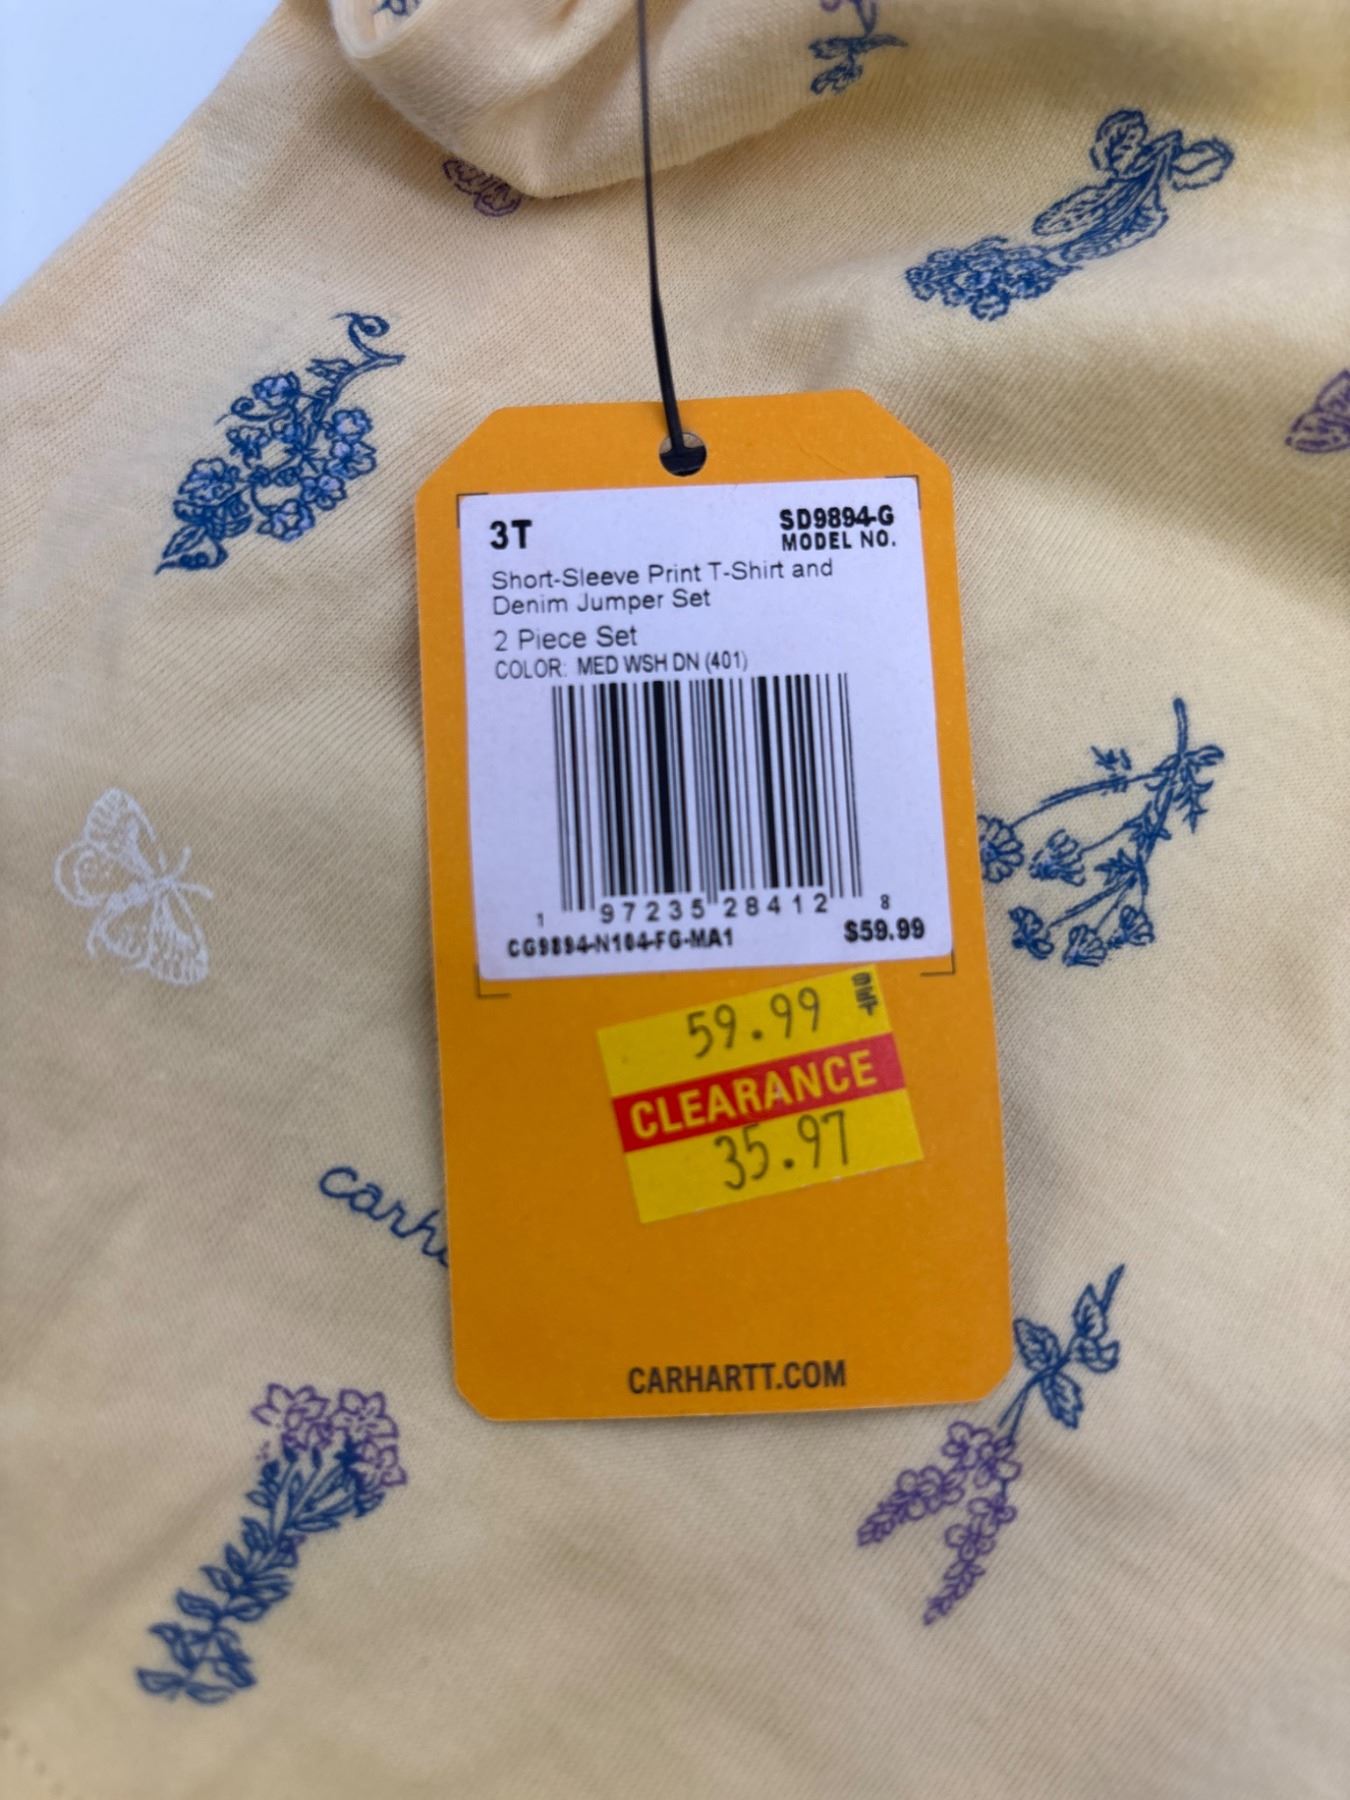 3T
SD9894-G
MODEL NO.
Short-Sleeve Print T-Shirt and
Denim Jumper Set
2 Piece Set
COLOR: MED WSH DN (401)
1 97235 28412 8
CG9894-N104-FG-MA1
$59.99
59.99
CLEARANCE
35.97
carh
CARHARTT.COM